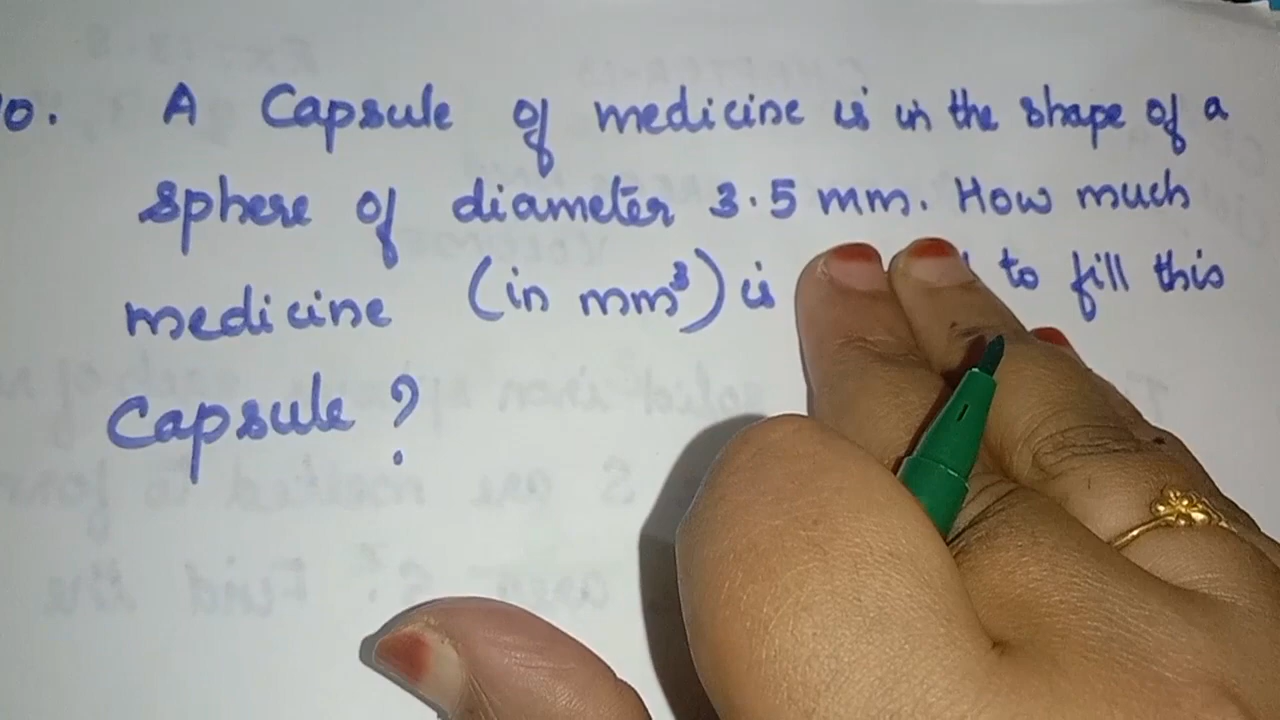 0. A Capsule of medicine is in the shape of a
sphere of diameter 3.5 mm. How much
medicine (in mm³) is to fill this
Capsule ?